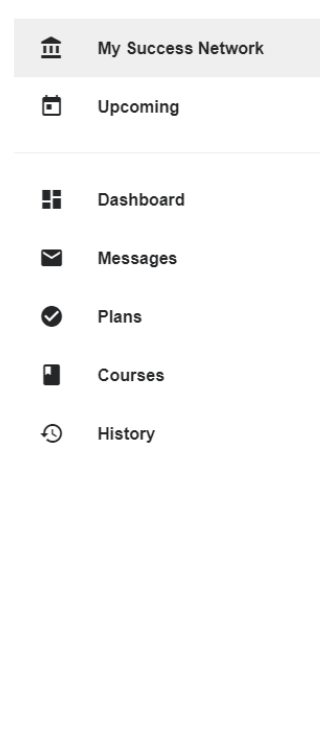 My Success Network
Upcoming
Dashboard
Messages
Plans
Courses
History